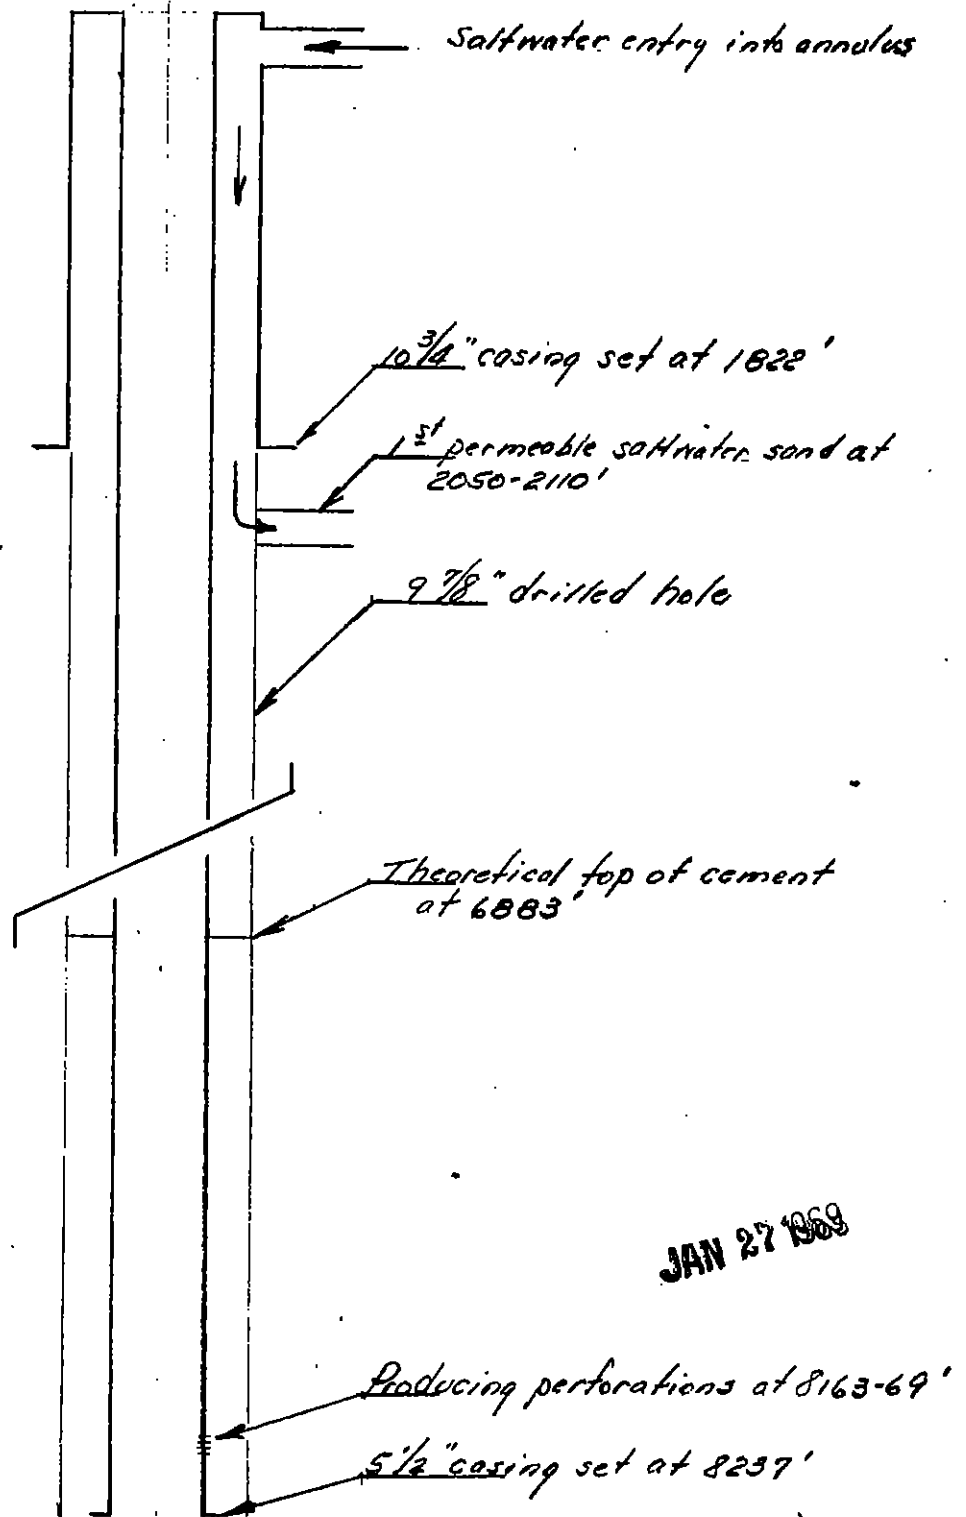 Saltwater entry into annulus
10 3/4" casing set at 1822'
1st permeable saltwater sand at
2050-2110'
9 7/8" drilled hole
Theoretical top of cement
at 6883'
JAN 27 1969
Producing perforations at 8163-69'
5 1/2" casing set at 8237'